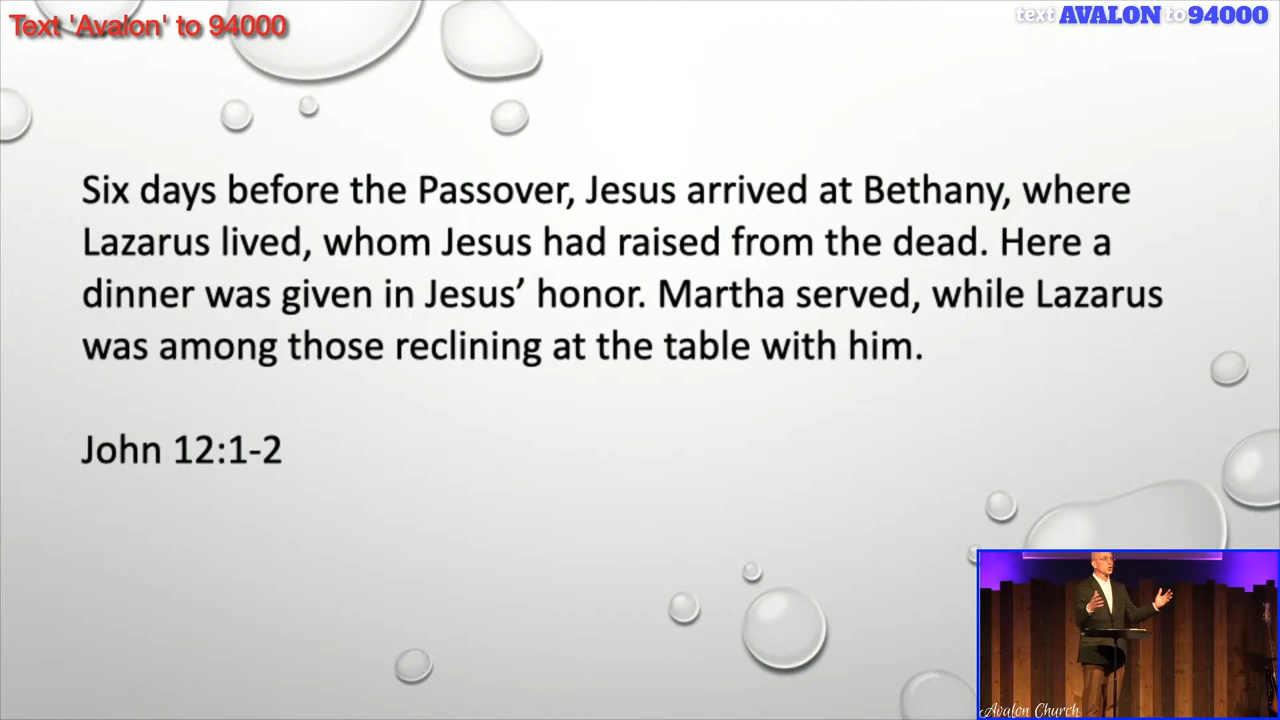 Text 'Avalon' to 94000
text AVALON to 94000
Six days before the Passover, Jesus arrived at Bethany, where
Lazarus lived, whom Jesus had raised from the dead. Here a
dinner was given in Jesus’ honor. Martha served, while Lazarus
was among those reclining at the table with him.
John 12:1-2
Avalon Church